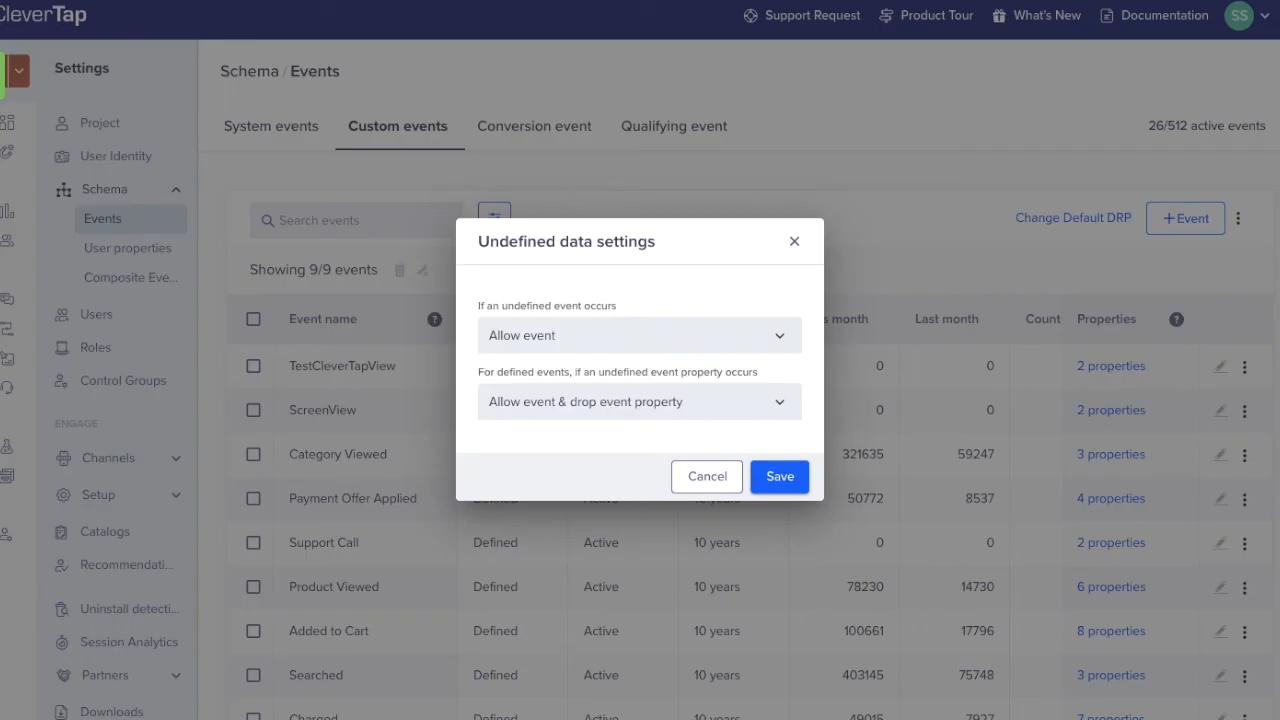 CleverTap
Support Request
Product Tour
What's New
Documentation
SS
Settings
Schema / Events
Project
System events
Custom events
Conversion event
Qualifying event
26/512 active events
User Identity
Schema
Events
Search events
Change Default DRP
+ Event
User properties
Undefined data settings
Composite Eve...
Showing 9/9 events
If an undefined event occurs
Users
Event name
month
Last month
Count
Properties
Allow event
Roles
TestCleverTapView
0
0
2 properties
For defined events, if an undefined event property occurs
Control Groups
Allow event & drop event property
ScreenView
0
0
2 properties
ENGAGE
Channels
Category Viewed
321635
59247
3 properties
Cancel
Save
Setup
Payment Offer Applied
Defined
Active
10 years
50772
8537
4 properties
Catalogs
Support Call
Defined
Active
10 years
0
0
2 properties
Recommendati...
Product Viewed
Defined
Active
10 years
78230
14730
6 properties
Uninstall detecti...
Added to Cart
Defined
Active
10 years
100661
17796
8 properties
Session Analytics
Partners
Searched
Defined
Active
10 years
403145
75748
3 properties
Downloads
Charged
49015
7927